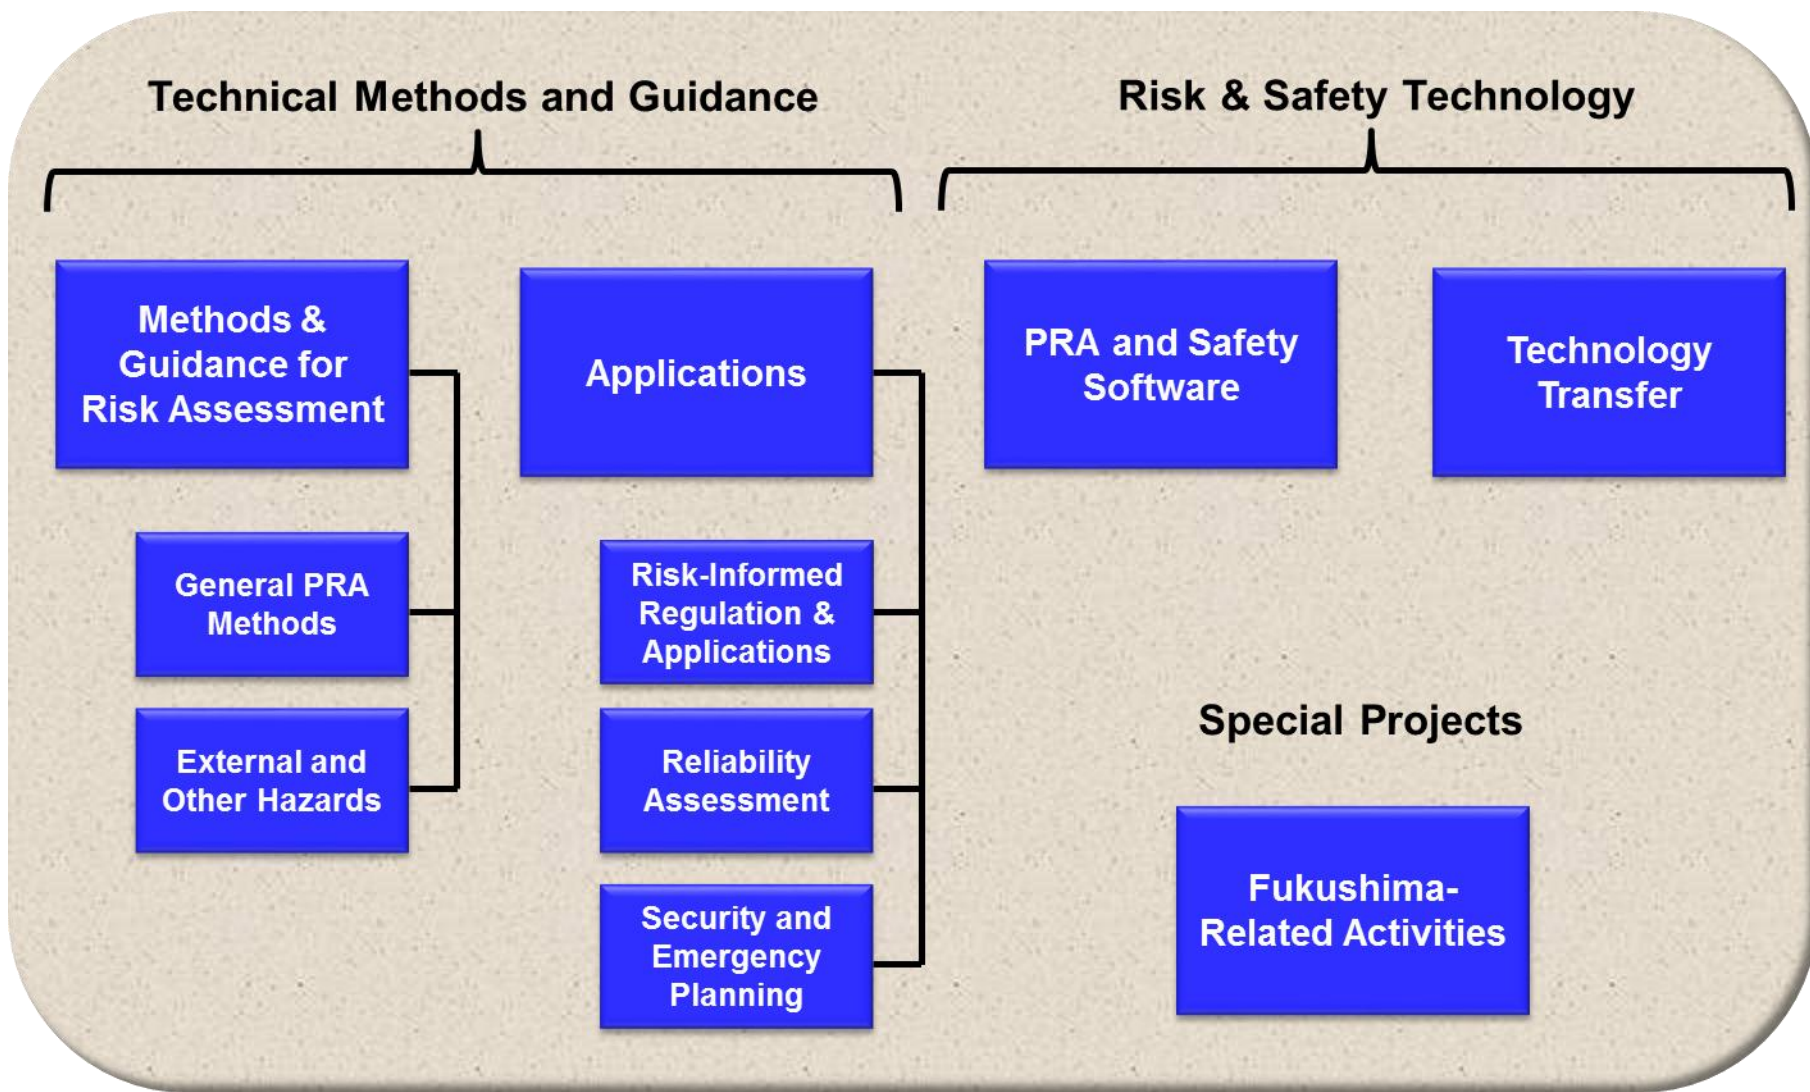 Technical Methods and Guidance
Risk & Safety Technology
Methods &
Guidance for
Risk Assessment
General PRA
Methods
External and
Other Hazards
Applications
Risk-Informed
Regulation &
Applications
Reliability
Assessment
Security and
Emergency
Planning
PRA and Safety
Software
Technology
Transfer
Special Projects
Fukushima-
Related Activities